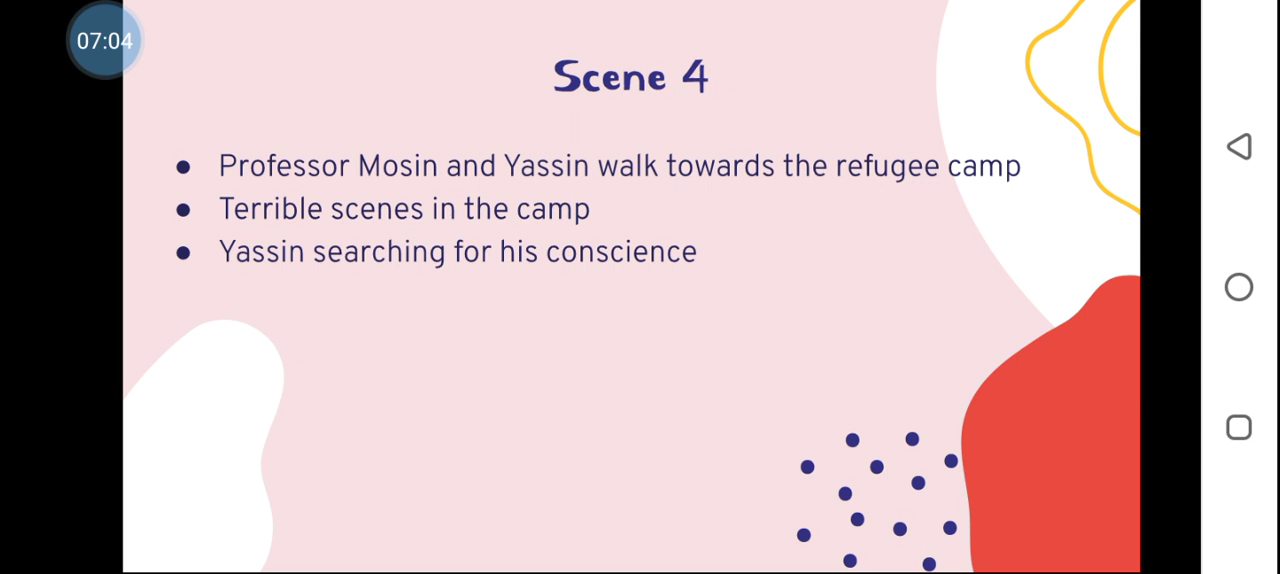 07:04
Scene 4
● Professor Mosin and Yassin walk towards the refugee camp
● Terrible scenes in the camp
● Yassin searching for his conscience